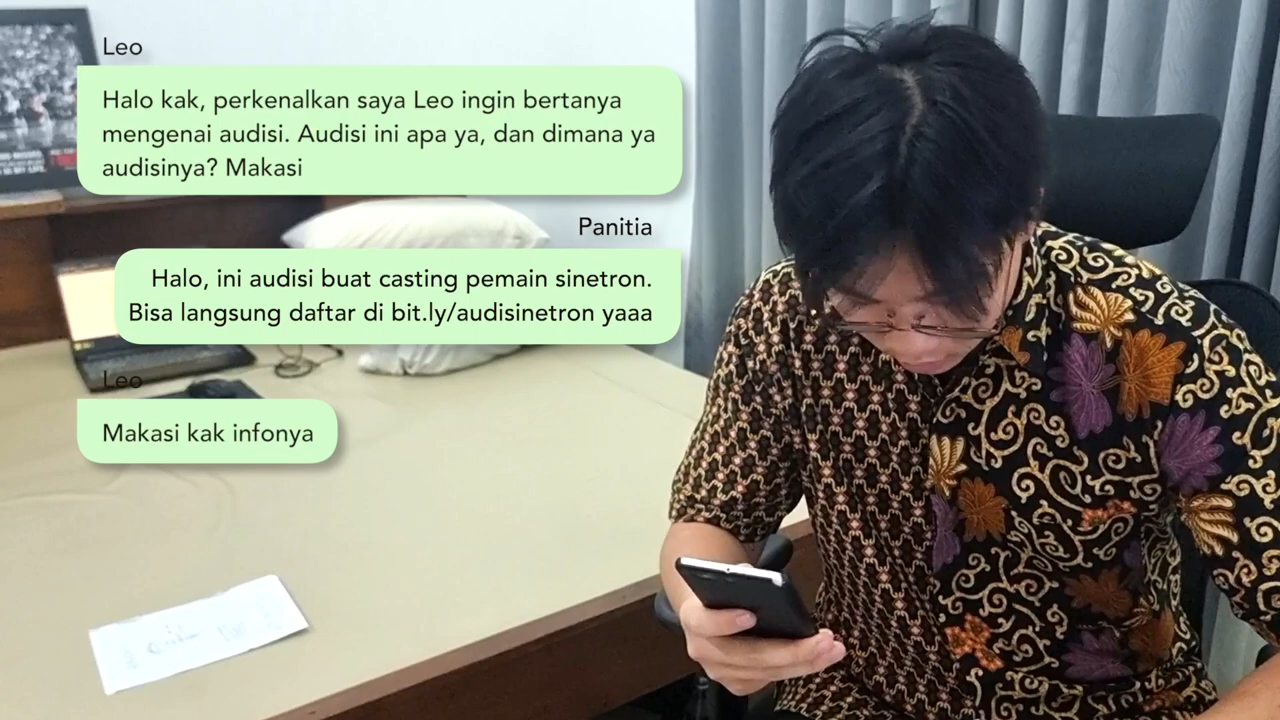 Leo
Halo kak, perkenalkan saya Leo ingin bertanya
mengenai audisi. Audisi ini apa ya, dan dimana ya
audisinya? Makasi
Panitia
Halo, ini audisi buat casting pemain sinetron.
Bisa langsung daftar di bit.ly/audisinetron yaaa
Leo
Makasi kak infonya